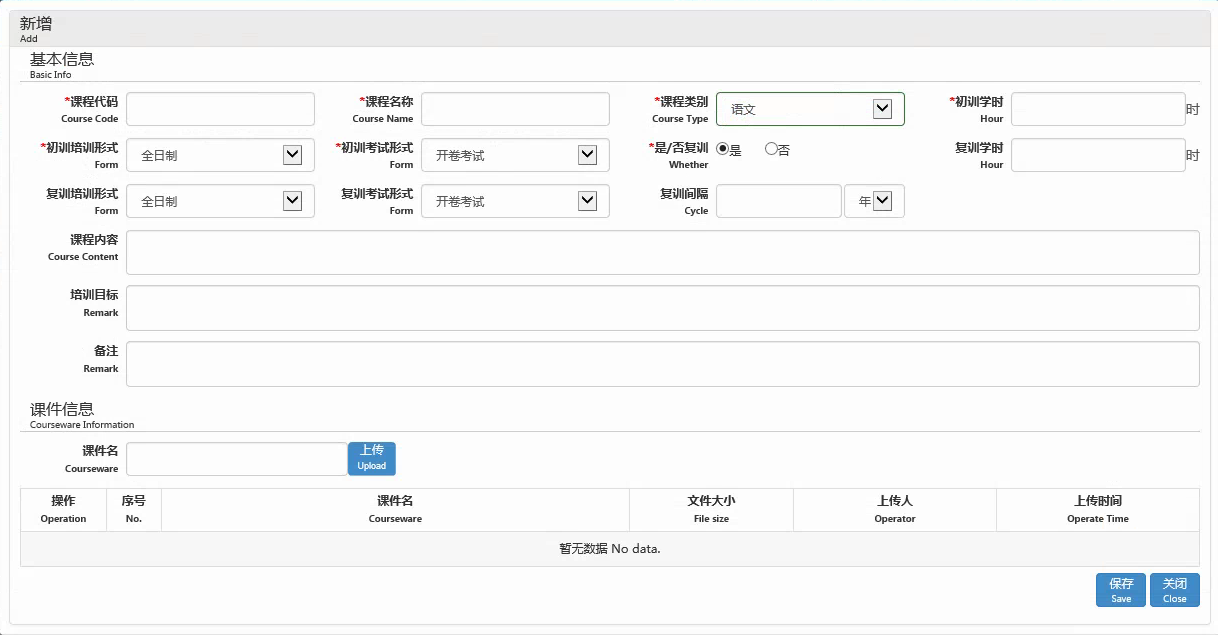 新增
Add
基本信息
Basic Info
*课程代码
Course Code
*课程名称
Course Name
*课程类别
Course Type
语文
*初训学时
Hour
时
*初训培训形式
Form
全日制
*初训考试形式
Form
开卷考试
*是/否复训
Whether
是
否
复训学时
Hour
时
复训培训形式
Form
全日制
复训考试形式
Form
开卷考试
复训间隔
Cycle
年
课程内容
Course Content
培训目标
Remark
备注
Remark
课件信息
Courseware Information
课件名
Courseware
上传
Upload
操作
Operation
序号
No.
课件名
Courseware
文件大小
File size
上传人
Operator
上传时间
Operate Time
暂无数据 No data.
保存
Save
关闭
Close